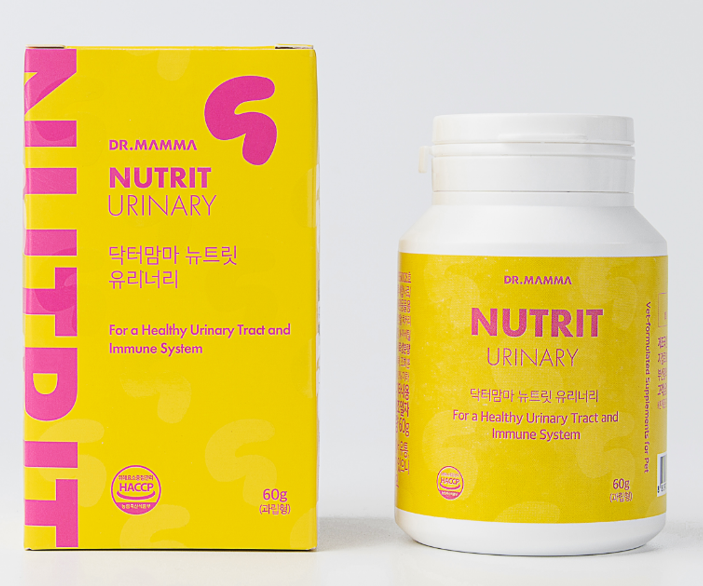 NUTRIT
DR.MAMMA
NUTRIT
URINARY
닥터맘마 뉴트릿
유리너리
For a Healthy Urinary Tract and
Immune System
HACCP
60g
(과립형)
DR.MAMMA
NUTRIT
URINARY
닥터맘마 뉴트릿 유리너리
For a Healthy Urinary Tract and
Immune System
HACCP
60g
(과립형)
Vet-formulated Supplements for Pet